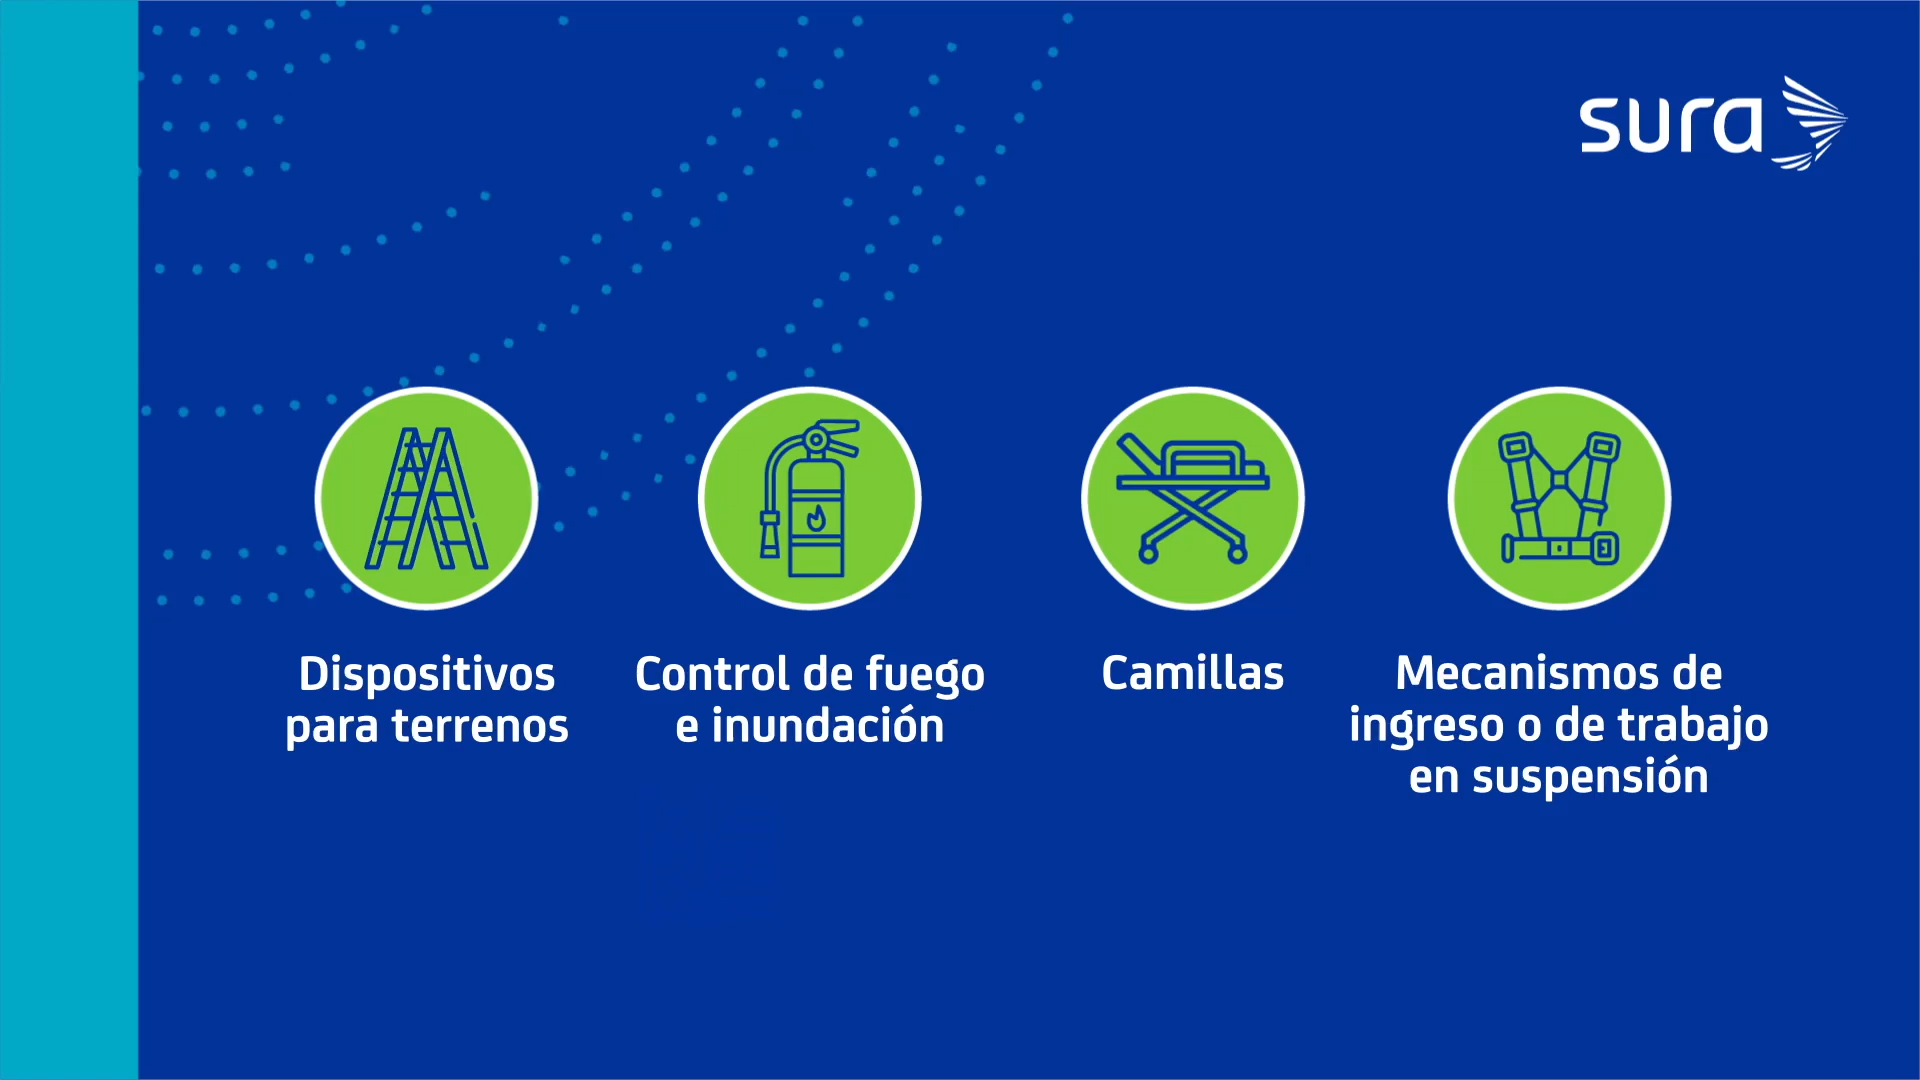 sura
Dispositivos
para terrenos
Control de fuego
e inundación
Camillas
Mecanismos de
ingreso o de trabajo
en suspensión